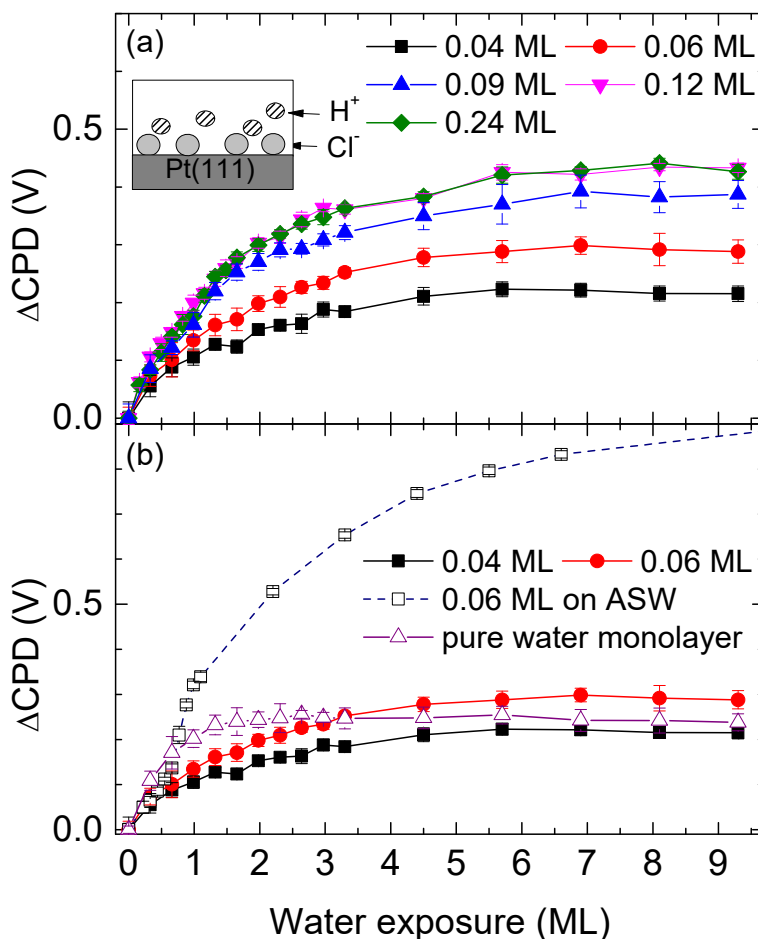 (a)
0.04 ML 0.06 ML
0.09 ML 0.12 ML
0.24 ML
H+
Cl-
Pt(111)
0.5
0.0
ΔCPD (V)
(b)
0.04 ML 0.06 ML
0.06 ML on ASW
pure water monolayer
0.5
0.0
ΔCPD (V)
0 1 2 3 4 5 6 7 8 9
Water exposure (ML)